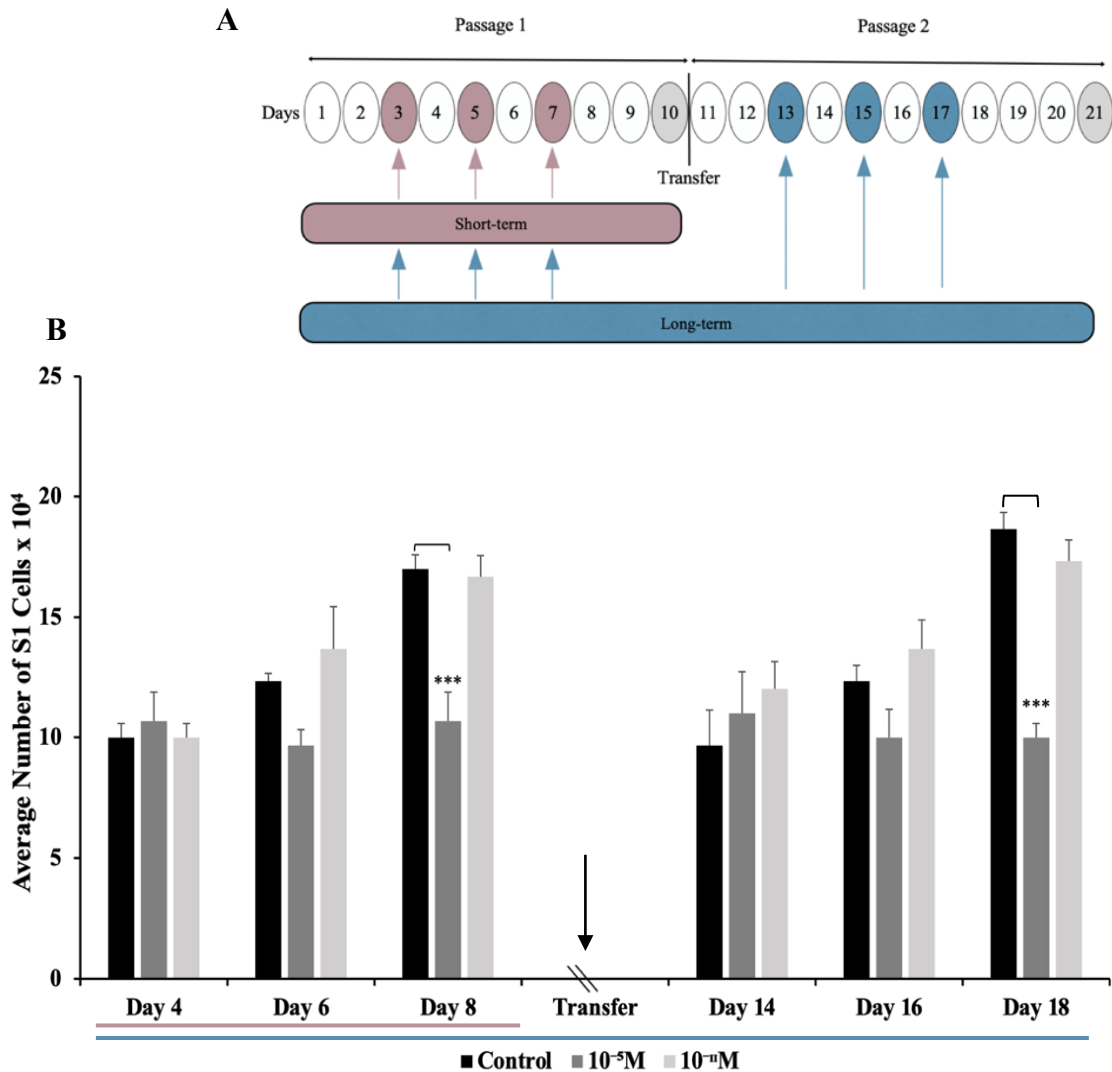 A
Passage 1 Passage 2
Days 1 2 3 4 5 6 7 8 9 10 11 12 13 14 15 16 17 18 19 20 21
Transfer
Short-term
Long-term
B
Average Number of S1 Cells x 10⁴
25
20
15
10
5
0
***
***
Day 4 Day 6 Day 8 Transfer Day 14 Day 16 Day 18
Control 10⁻⁵M 10⁻¹¹M